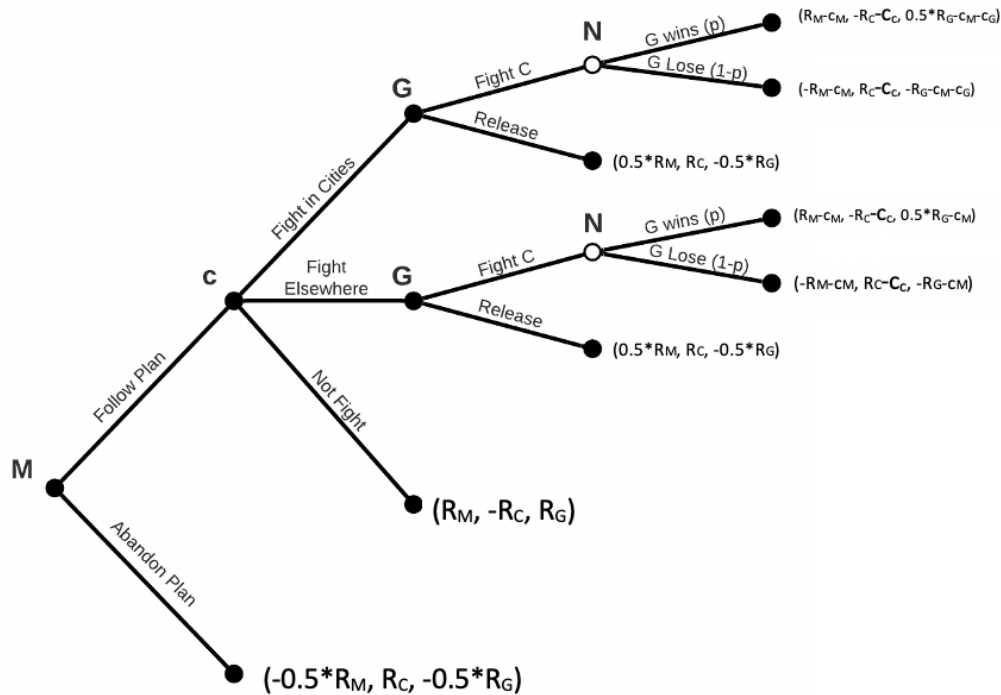 N
G wins (p)
(RM-cM, -RC-Cc, 0.5*RG-cM-cG)
Fight C
G Lose (1-p)
(-RM-cM, RC-Cc, -RG-cM-cG)
G
Release
(0.5*RM, RC, -0.5*RG)
Fight in Cities
N
G wins (p)
(RM-cM, -RC-Cc, 0.5*RG-cM)
c
Fight
Elsewhere
G
Fight C
G Lose (1-p)
(-RM-cM, RC-Cc, -RG-cM)
Release
(0.5*RM, RC, -0.5*RG)
Follow Plan
Not Fight
M
(RM, -RC, RG)
Abandon Plan
(-0.5*RM, RC, -0.5*RG)